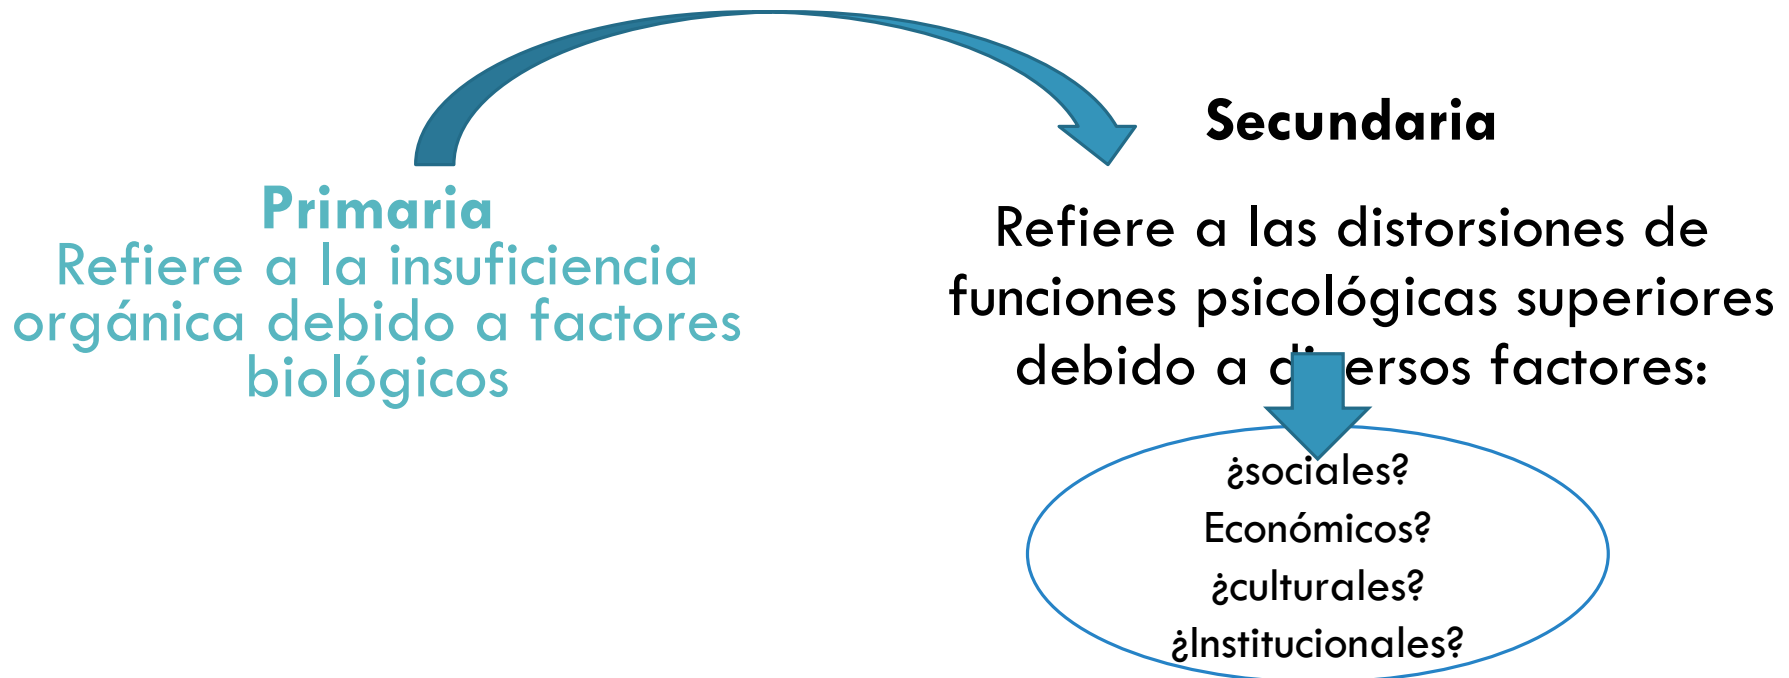 Primaria
Refiere a la insuficiencia
orgánica debido a factores
biológicos
Secundaria
Refiere a las distorsiones de
funciones psicológicas superiores
debido a diversos factores:
¿sociales?
Económicos?
¿culturales?
¿Institucionales?